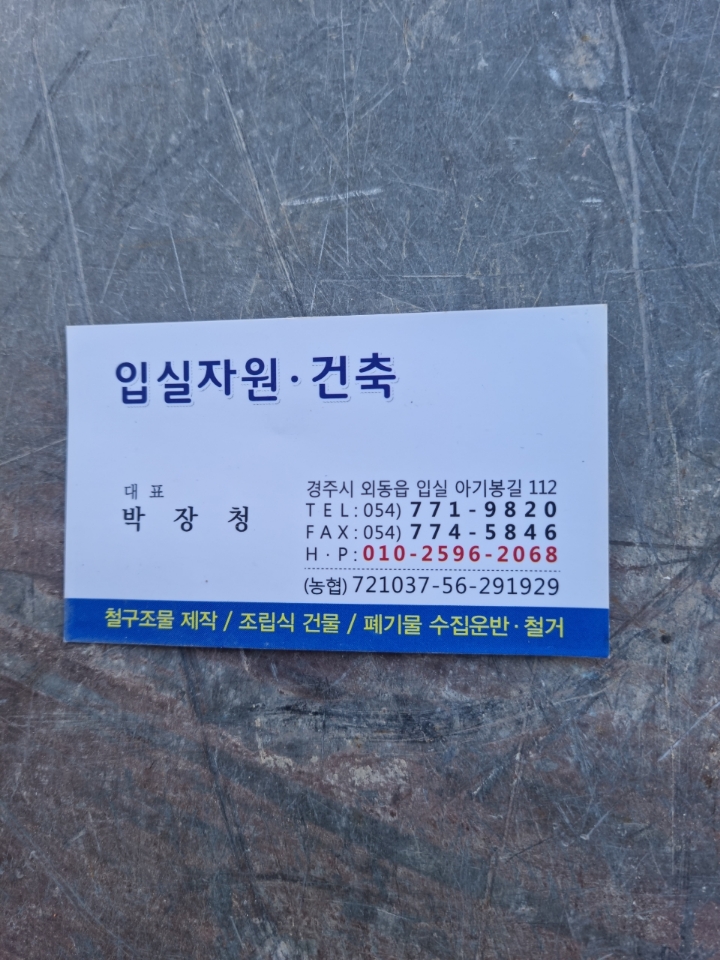 입실자원·건축
대 표
박 장 청
경주시 외동읍 입실 아기봉길 112
TEL:054) 771-9820
FAX:054) 774-5846
H·P:010-2596-2068
(농협) 721037-56-291929
철구조물 제작 / 조립식 건물 / 폐기물 수집운반·철거